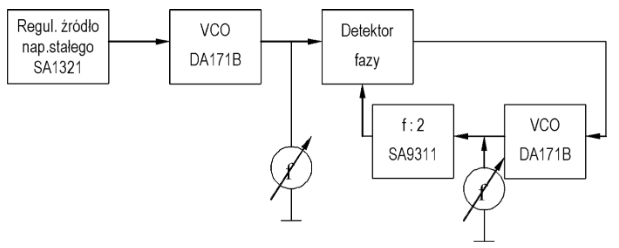 Regul. źródło
nap.stałego
SA1321
VCO
DA171B
Detektor
fazy
f : 2
SA9311
VCO
DA171B
f
f